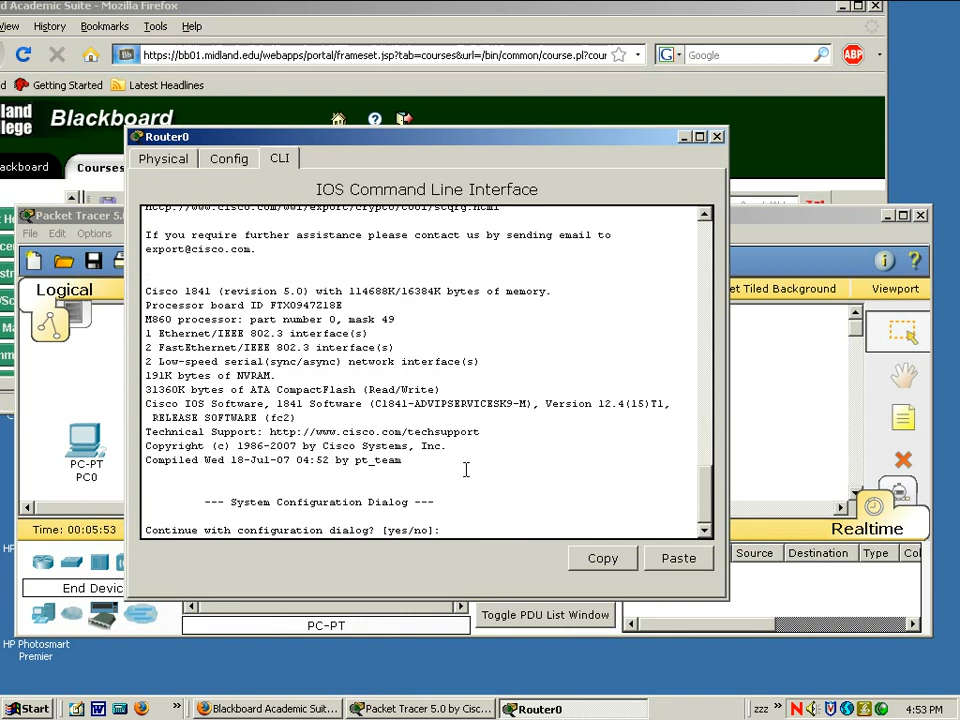 d Academic Suite - Mozilla Firefox
View History Bookmarks Tools Help
https://bb01.midland.edu/webapps/portal/frameset.jsp?tab=courses&url=/bin/common/course.pl?cour
Google
ABP
d Getting Started Latest Headlines
land
llege
Blackboard
ackboard
Courses
Router0
Physical Config CLI
IOS Command Line Interface
If you require further assistance please contact us by sending email to
export@cisco.com.
Cisco 1841 (revision 5.0) with 114688K/16384K bytes of memory.
Processor board ID FTX0947Z18E
M860 processor: part number 0, mask 49
1 Ethernet/IEEE 802.3 interface(s)
2 FastEthernet/IEEE 802.3 interface(s)
2 Low-speed serial(sync/async) network interface(s)
191K bytes of NVRAM.
31360K bytes of ATA CompactFlash (Read/Write)
Cisco IOS Software, 1841 Software (C1841-ADVIPSERVICESK9-M), Version 12.4(15)T1,
RELEASE SOFTWARE (fc2)
Technical Support: http://www.cisco.com/techsupport
Copyright (c) 1986-2007 by Cisco Systems, Inc.
Compiled Wed 18-Jul-07 04:52 by pt_team
--- System Configuration Dialog ---
Continue with configuration dialog? [yes/no]:
Copy Paste
Packet Tracer 5.0
File Edit Options
Logical
et Tiled Background Viewport
PC-PT
PC0
Time: 00:05:53
Realtime
End Devic
Source Destination Type Col
Toggle PDU List Window
PC-PT
HP Photosmart
Premier
Start
Blackboard Academic Suit...
Packet Tracer 5.0 by Cisc...
Router0
zzz
4:53 PM